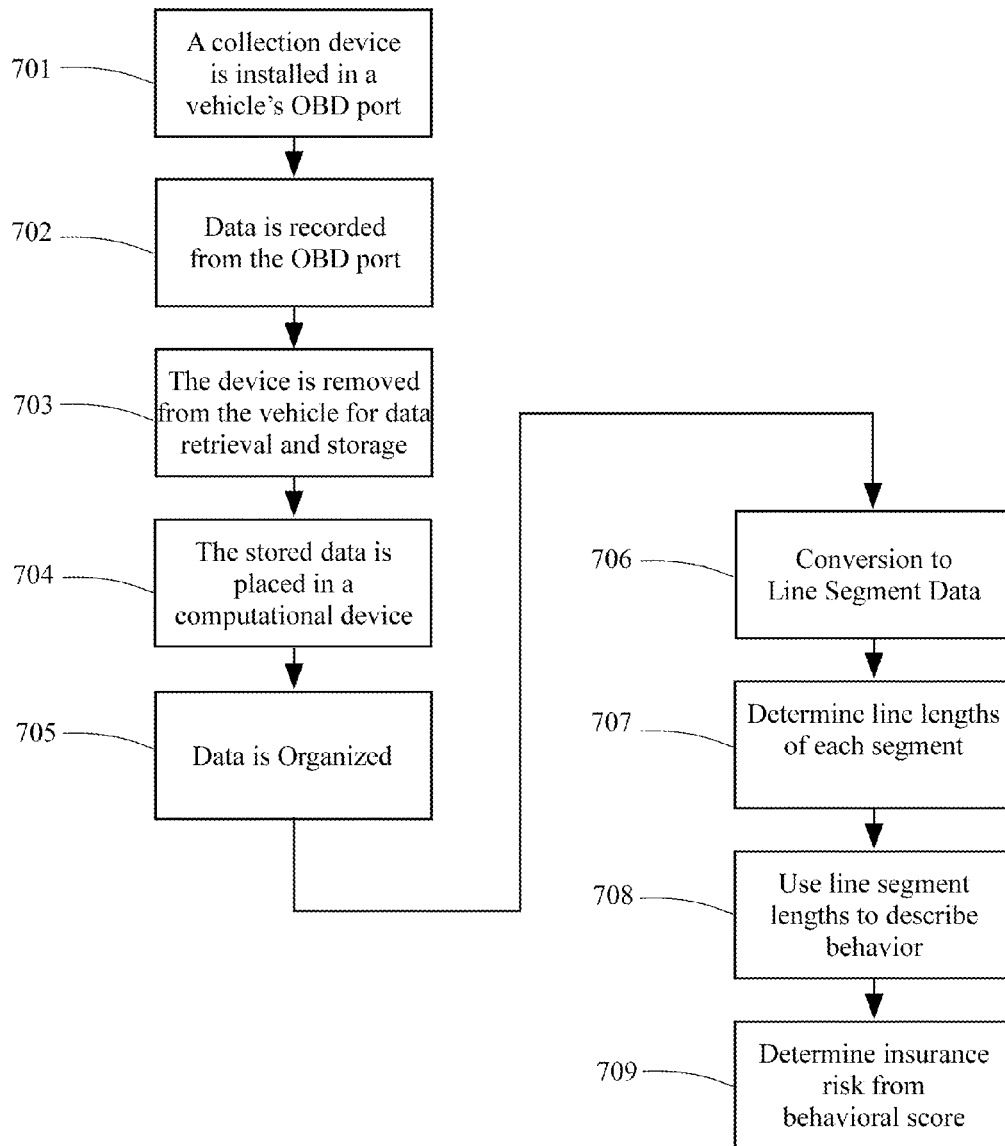 701
A collection device
is installed in a
vehicle's OBD port
702
Data is recorded
from the OBD port
703
The device is removed
from the vehicle for data
retrieval and storage
704
The stored data is
placed in a
computational device
705
Data is Organized
706
Conversion to
Line Segment Data
707
Determine line lengths
of each segment
708
Use line segment
lengths to describe
behavior
709
Determine insurance
risk from
behavioral score